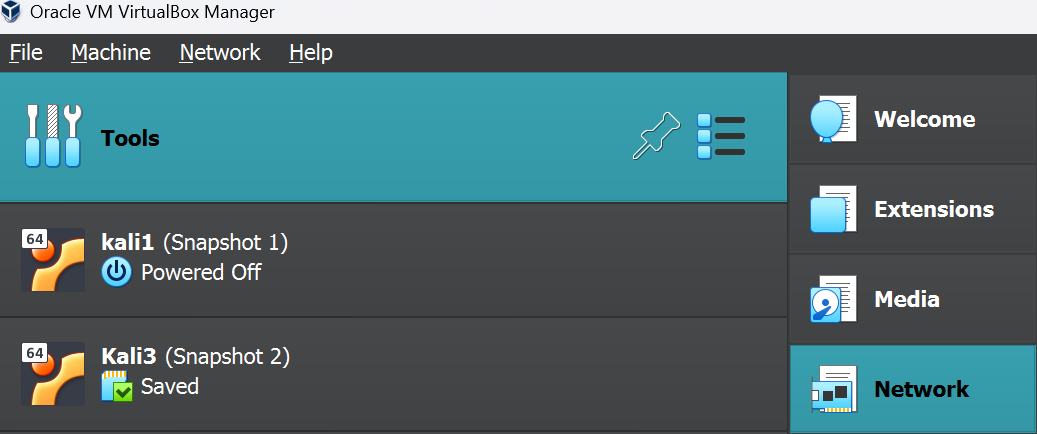 Oracle VM VirtualBox Manager
File Machine Network Help
Tools
Welcome
Extensions
64 kali1 (Snapshot 1)
Powered Off
Media
64 Kali3 (Snapshot 2)
Saved
Network